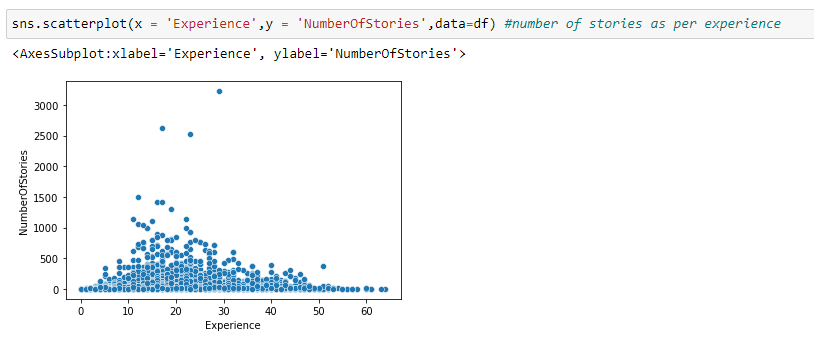 sns.scatterplot(x = 'Experience',y = 'NumberOfStories',data=df) #number of stories as per experience
<AxesSubplot:xlabel='Experience', ylabel='NumberOfStories'>
3000
2500
2000
1500
1000
500
0
NumberOfStories
0 10 20 30 40 50 60
Experience